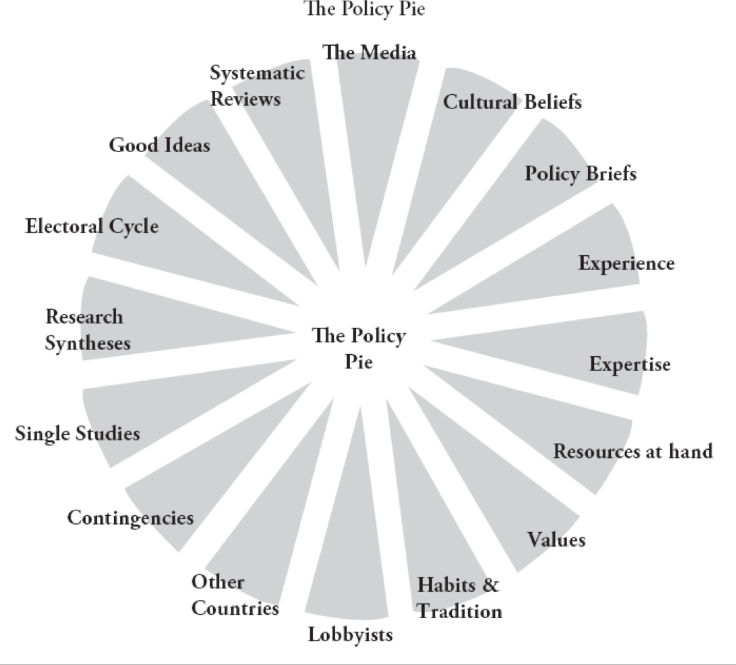 The Policy Pie
The Media
Systematic
Reviews
Cultural Beliefs
Good Ideas
Policy Briefs
Electoral Cycle
Experience
Research
Syntheses
The Policy
Pie
Expertise
Single Studies
Resources at hand
Contingencies
Values
Other
Countries
Habits &
Tradition
Lobbyists